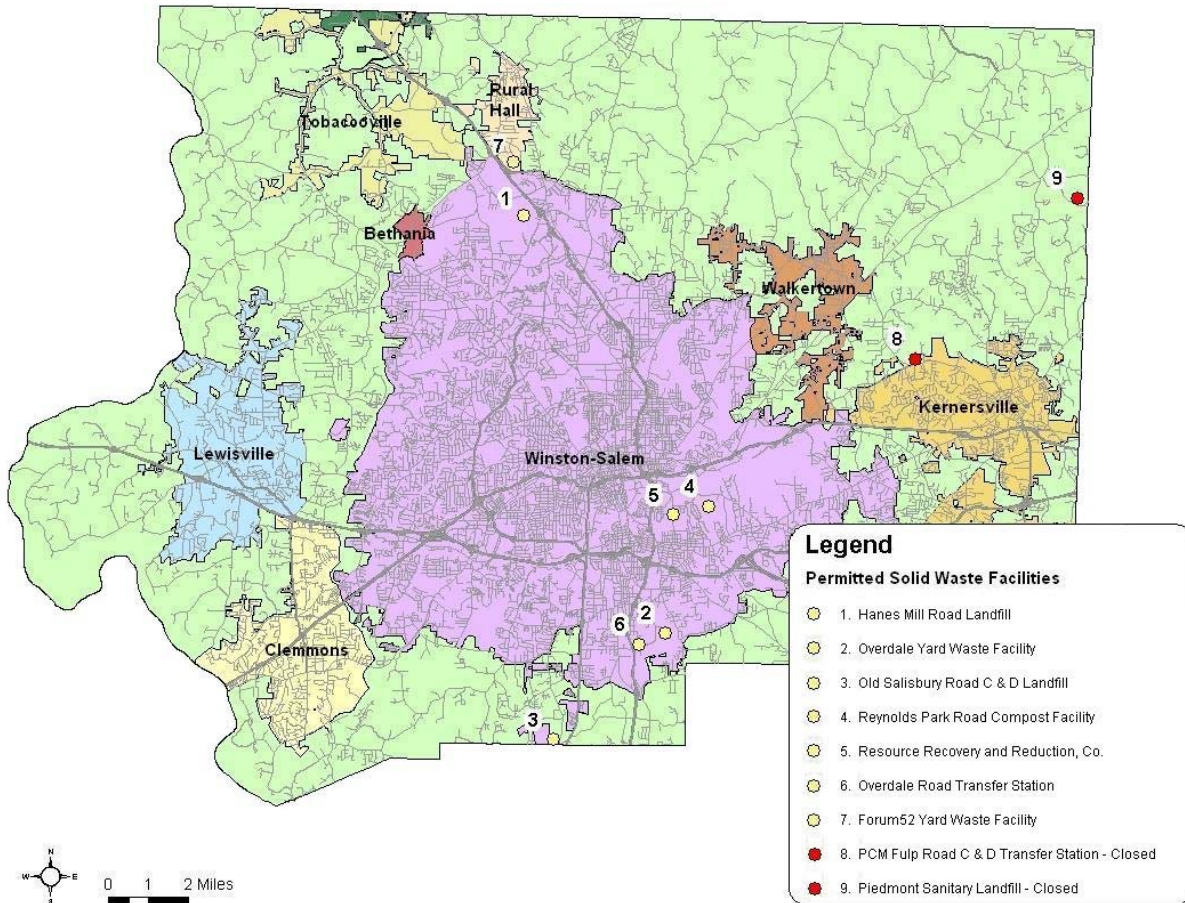 Rural
Hall
Tobaccoville
7
9
1
Bethania
Walkertown
8
Kernersville
Lewisville
Winston-Salem
5
4
Legend
Permitted Solid Waste Facilities
1. Hanes Mill Road Landfill
2. Overdale Yard Waste Facility
3. Old Salisbury Road C & D Landfill
4. Reynolds Park Road Compost Facility
5. Resource Recovery and Reduction, Co.
6. Overdale Road Transfer Station
7. Forum52 Yard Waste Facility
8. PCM Fulp Road C & D Transfer Station - Closed
9. Piedmont Sanitary Landfill - Closed
6
2
Clemmons
3
N
W
E
S
0 1 2 Miles